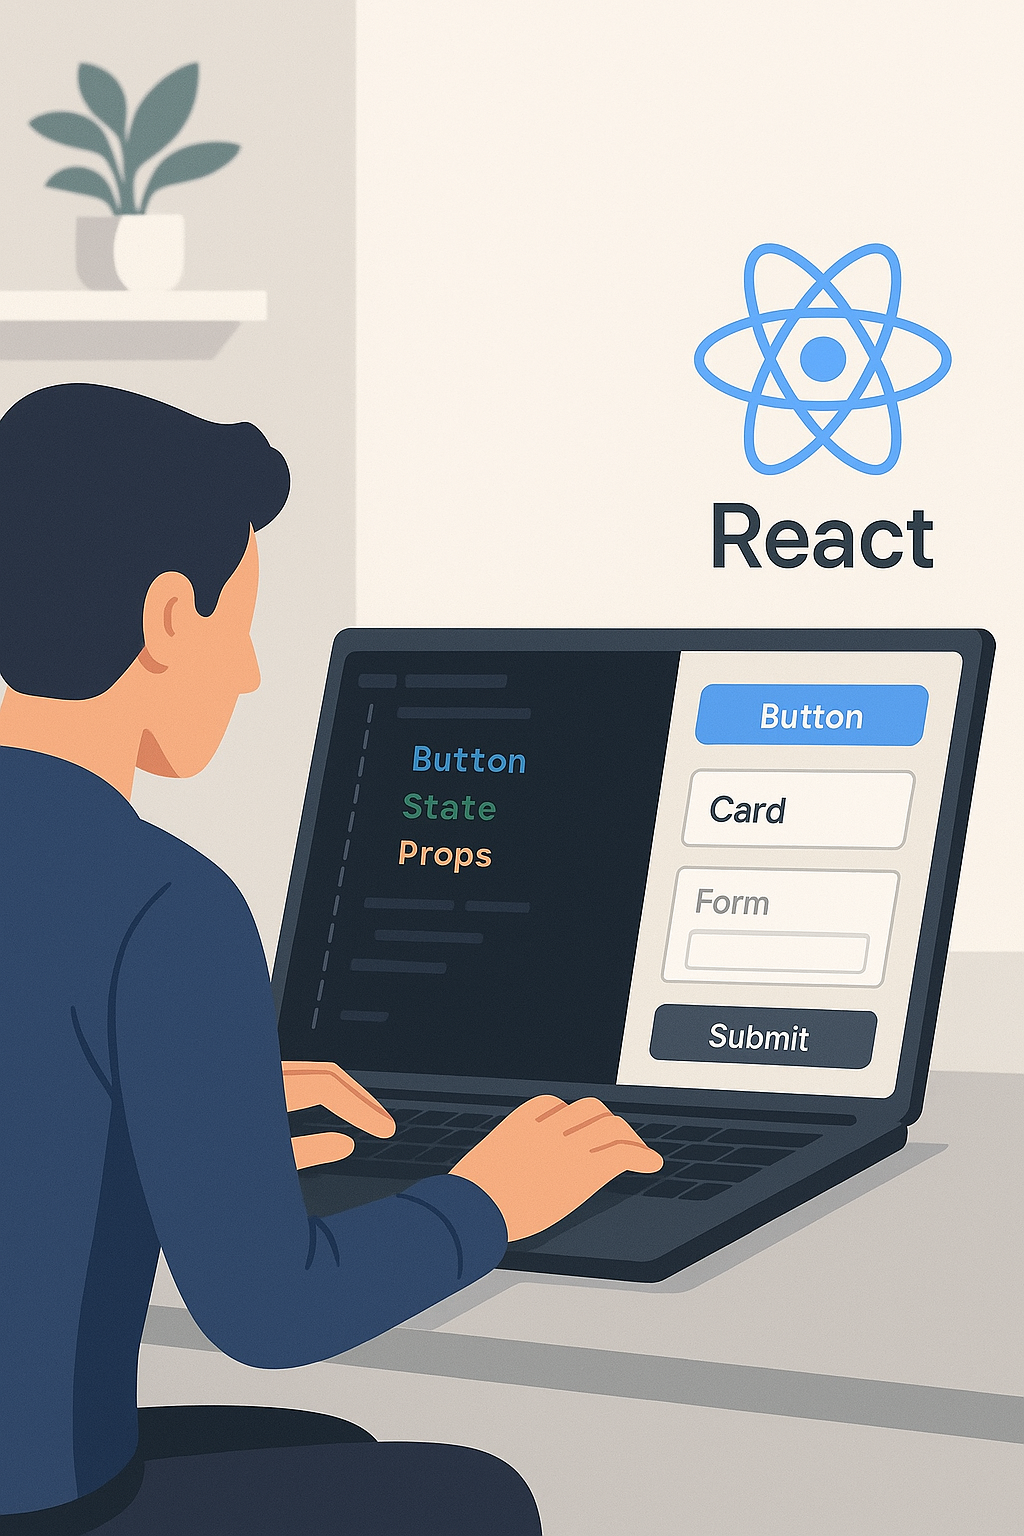 React
Button
State
Props
Button
Card
Form
Submit